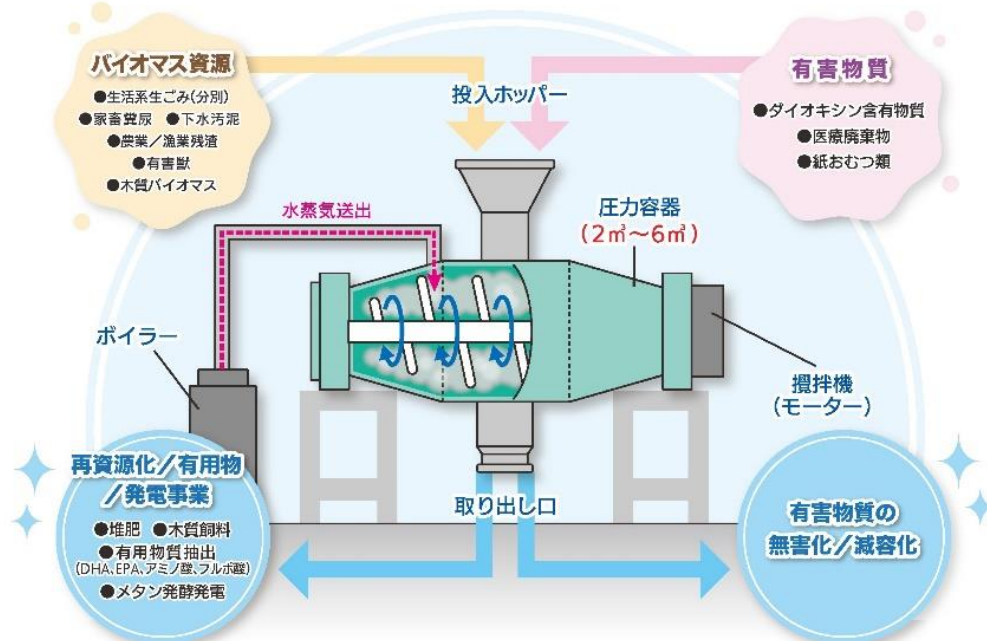 バイオマス資源
●生活系生ごみ(分別)
●家畜糞尿 ●下水汚泥
●農業/漁業残渣
●有害獣
●木質バイオマス
投入ホッパー
有害物質
●ダイオキシン含有物質
●医療廃棄物
●紙おむつ類
水蒸気送出
圧力容器
(2㎥~6㎥)
ボイラー
攪拌機
(モーター)
再資源化/有用物
/発電事業
●堆肥 ●木質飼料
●有用物質抽出
(DHA、EPA、アミノ酸、フルボ酸)
●メタン発酵発電
取り出し口
有害物質の
無害化/減容化